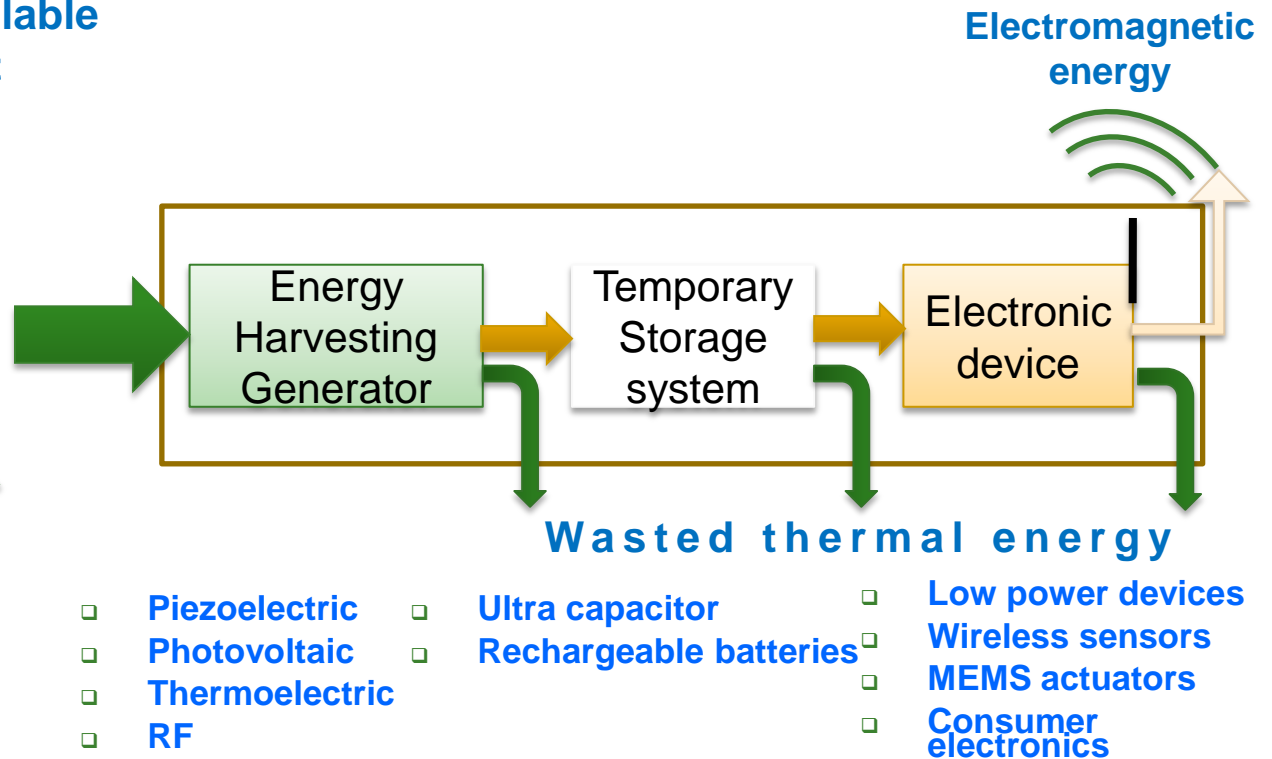 Electromagnetic
energy
Energy
Harvesting
Generator
Temporary
Storage
system
Electronic
device
Wasted thermal energy
Piezoelectric
Photovoltaic
Thermoelectric
RF
Ultra capacitor
Rechargeable batteries
Low power devices
Wireless sensors
MEMS actuators
Consumer
electronics